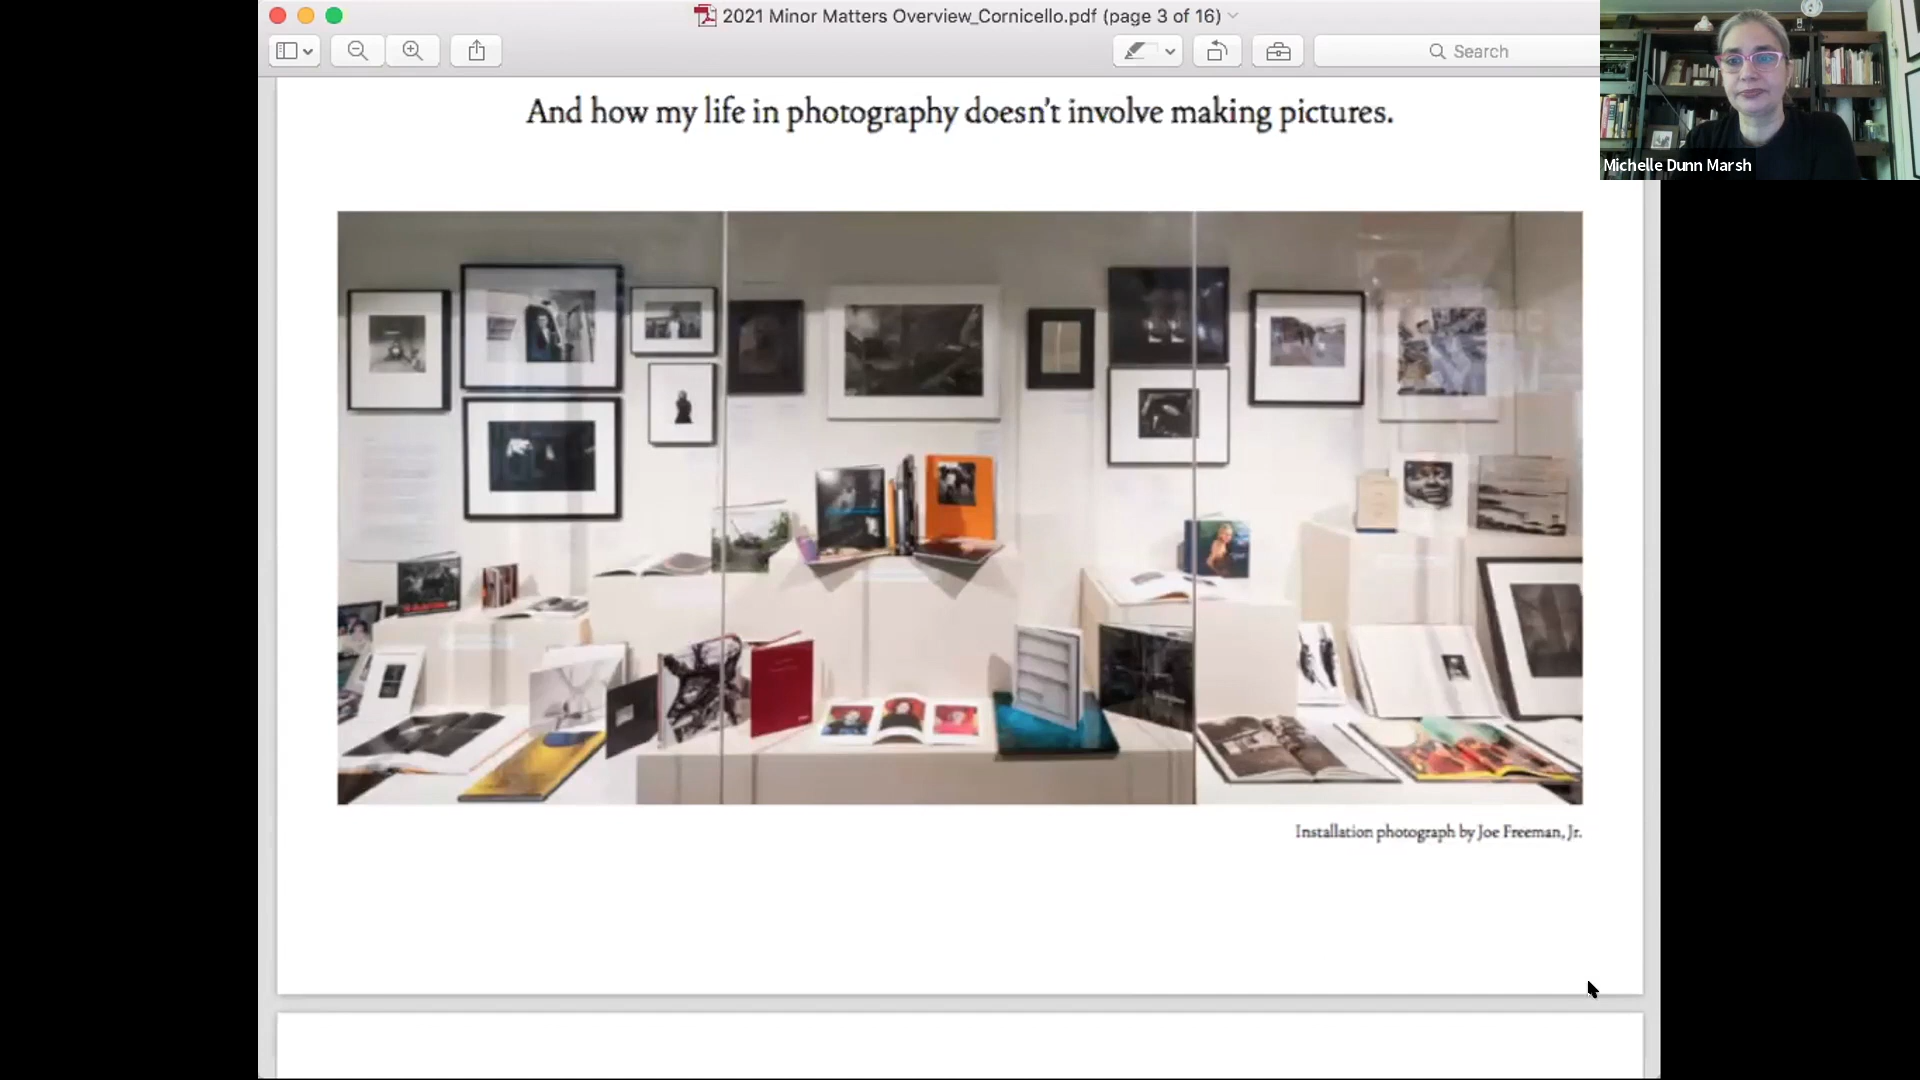 2021 Minor Matters Overview_Cornicello.pdf (page 3 of 16)
Search
And how my life in photography doesn't involve making pictures.
Michelle Dunn Marsh
Installation photograph by Joe Freeman, Jr.